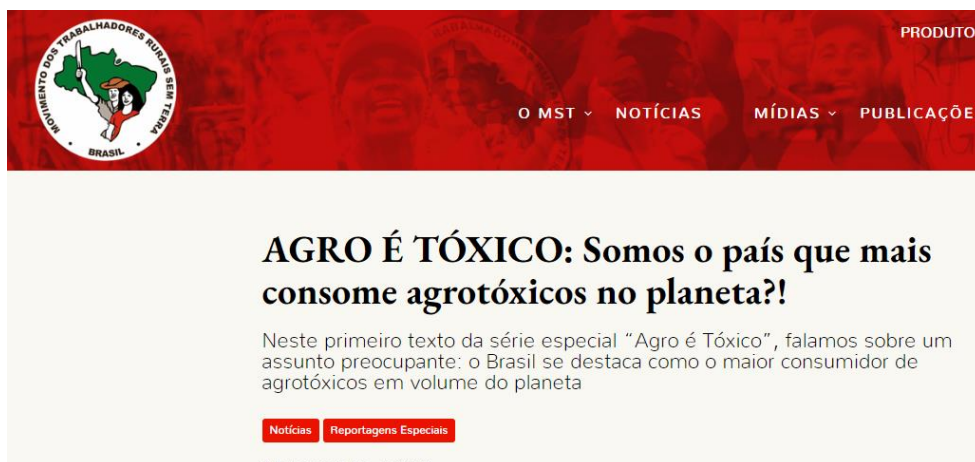 MOVIMENTO DOS TRABALHADORES RURAIS SEM TERRA
BRASIL
PRODUTO
O MST NOTÍCIAS MÍDIAS PUBLICAÇÕE
AGRO É TÓXICO: Somos o país que mais
consome agrotóxicos no planeta?!
Neste primeiro texto da série especial “Agro é Tóxico”, falamos sobre um
assunto preocupante: o Brasil se destaca como o maior consumidor de
agrotóxicos em volume do planeta
Notícias Reportagens Especiais